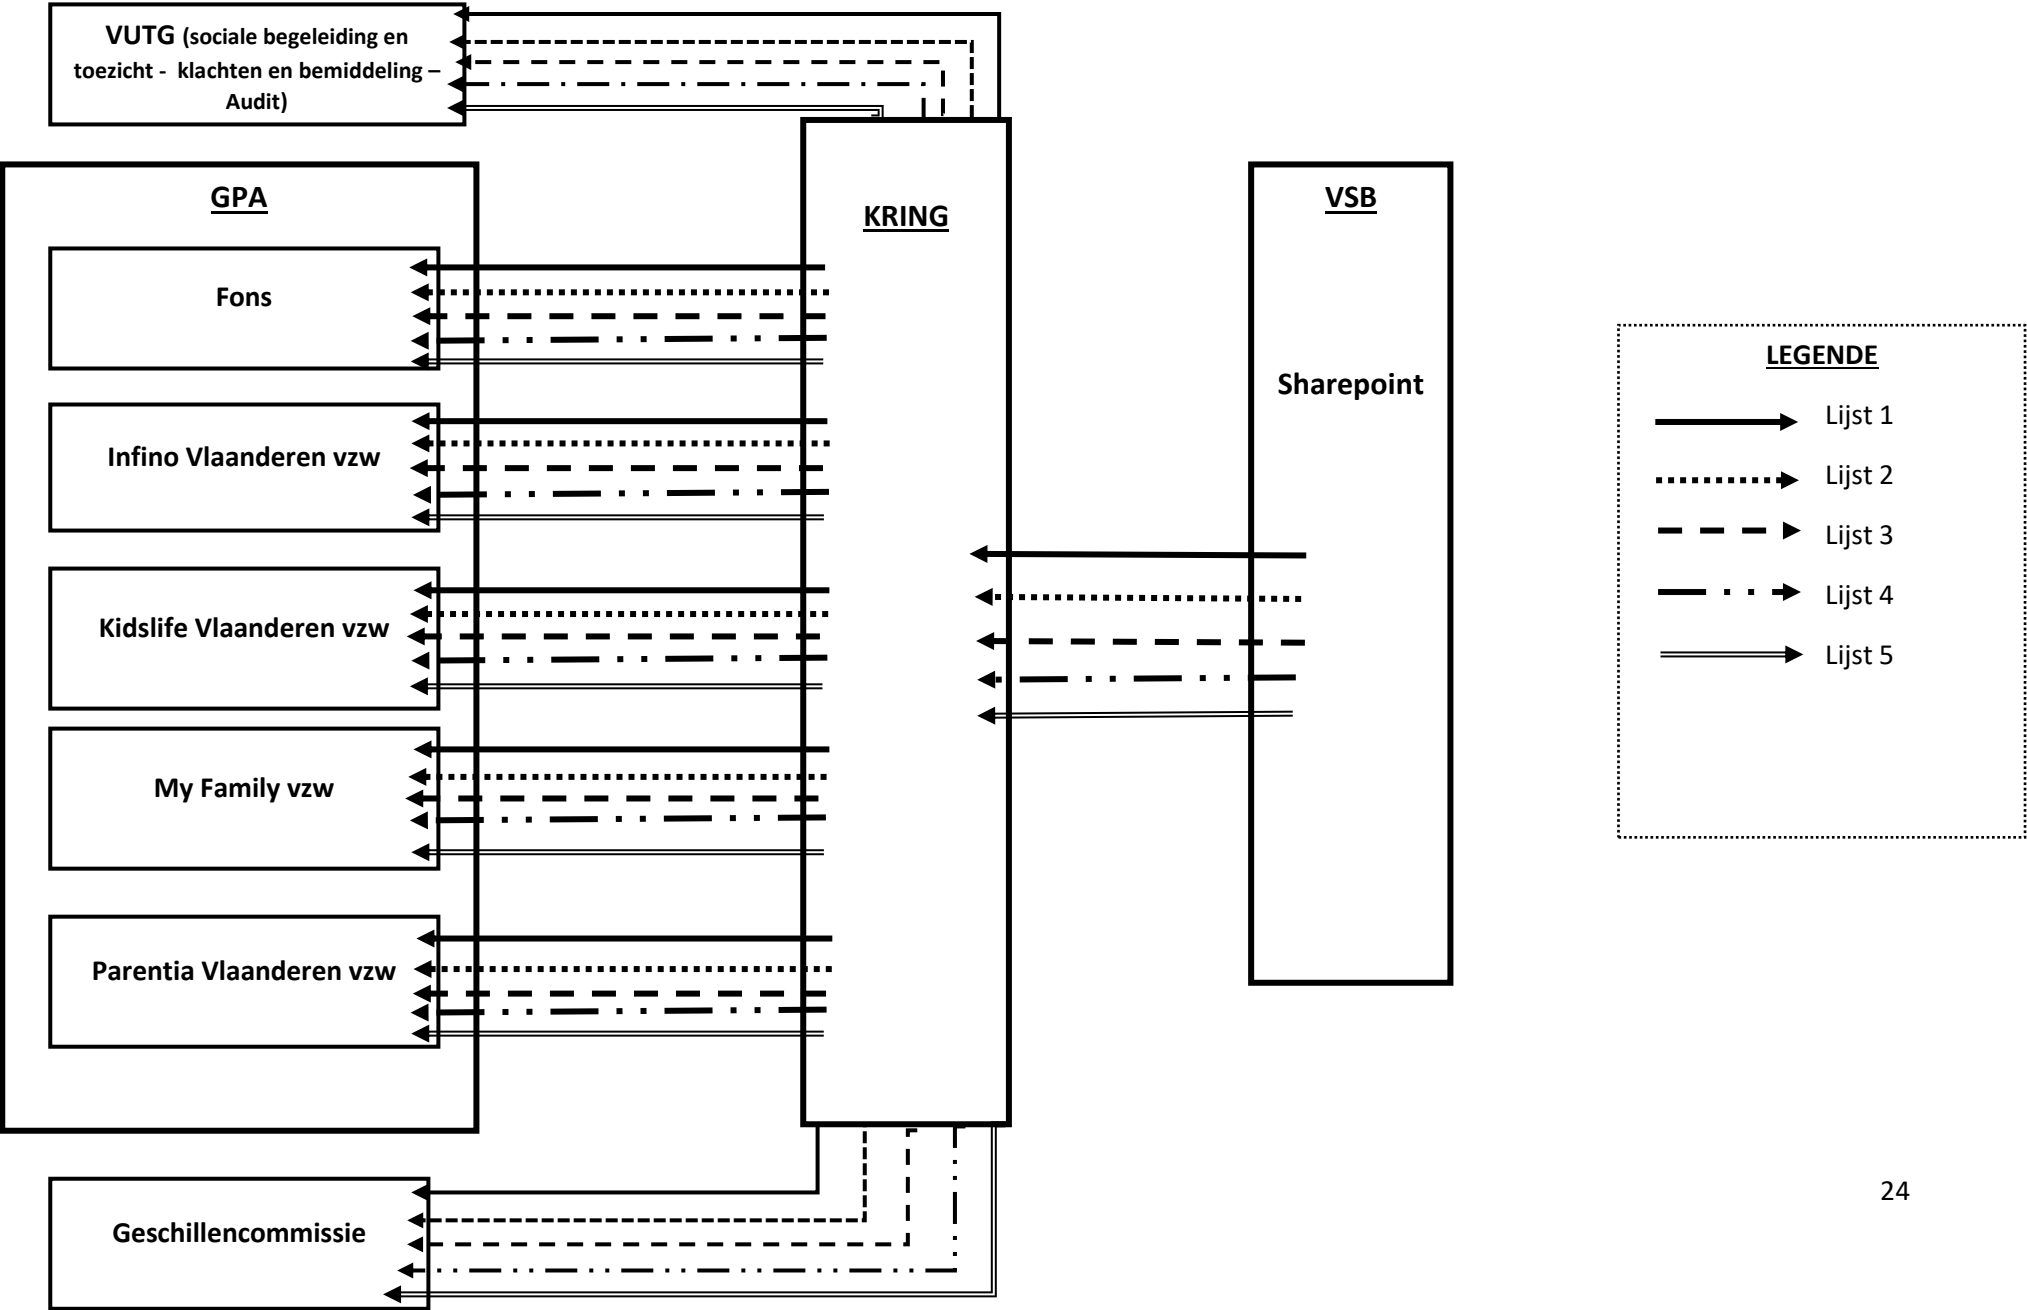 VUTG (sociale begeleiding en
toezicht - klachten en bemiddeling –
Audit)
GPA
Fons
Infino Vlaanderen vzw
Kidslife Vlaanderen vzw
My Family vzw
Parentia Vlaanderen vzw
Geschillencommissie
KRING
VSB
Sharepoint
LEGENDE
Lijst 1
Lijst 2
Lijst 3
Lijst 4
Lijst 5
24